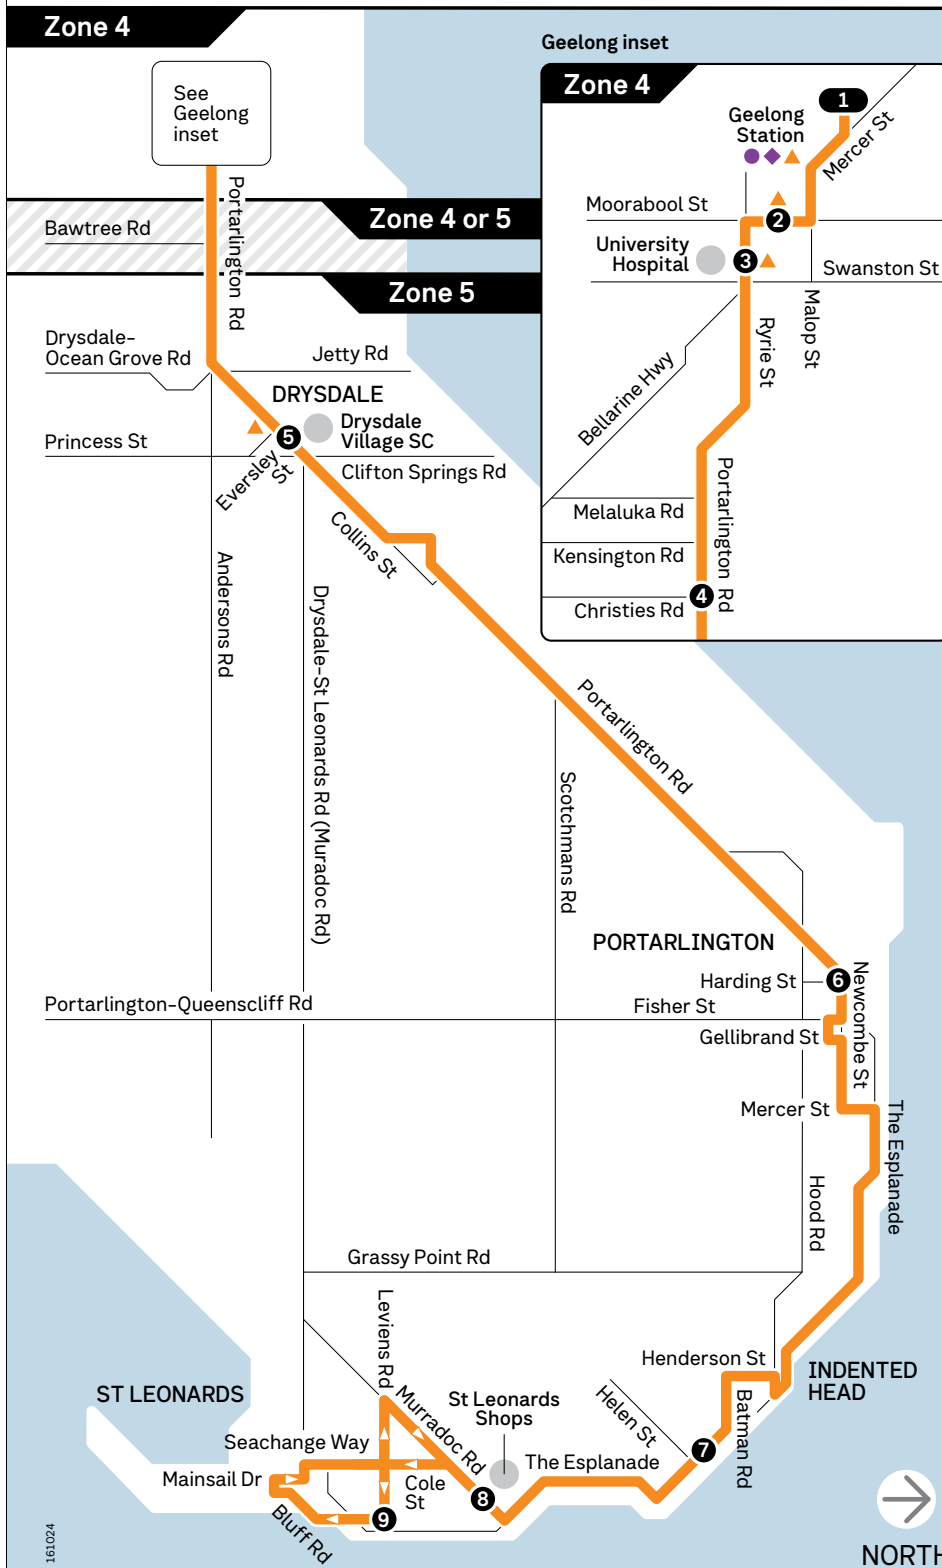 Zone 4
See
Geelong
inset
Portarlington Rd
Bawtree Rd
Zone 4 or 5
Zone 5
Drysdale-
Ocean Grove Rd
Jetty Rd
DRYSDALE
Drysdale
Village SC
5
Princess St
Eversley
St
Clifton Springs Rd
Collins St
Andersons Rd
Drysdale-St Leonards Rd (Muradoc Rd)
Geelong inset
Zone 4
1
Geelong
Station
Mercer St
Moorabool St
2
University
Hospital
3
Swanston St
Malop St
Ryrie St
Bellarine Hwy
Melaluka Rd
Portarlington Rd
Kensington Rd
4
Christies Rd
Portarlington Rd
Scotchmans Rd
PORTARLINGTON
Harding St
6
Newcombe St
Portarlington-Queenscliff Rd
Fisher St
Gellibrand St
Mercer St
The Esplanade
Hood Rd
Grassy Point Rd
Leviens Rd
Henderson St
INDENTED
HEAD
ST LEONARDS
Murradoc Rd
St Leonards
Shops
Helen St
Batman Rd
7
Seachange Way
The Esplanade
Mainsail Dr
Cole
St
8
9
Bluff Rd
161024
NORTH